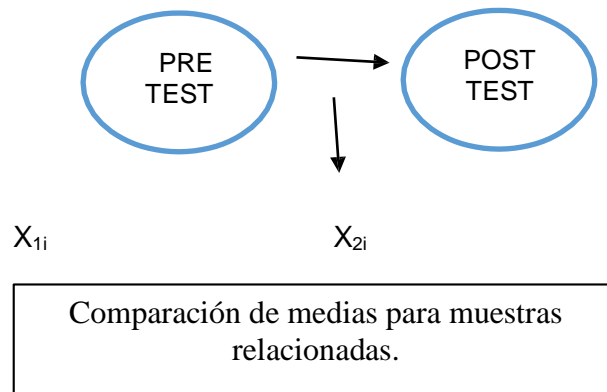 PRE
TEST
POST
TEST
X1i
X2i
Comparación de medias para muestras
relacionadas.